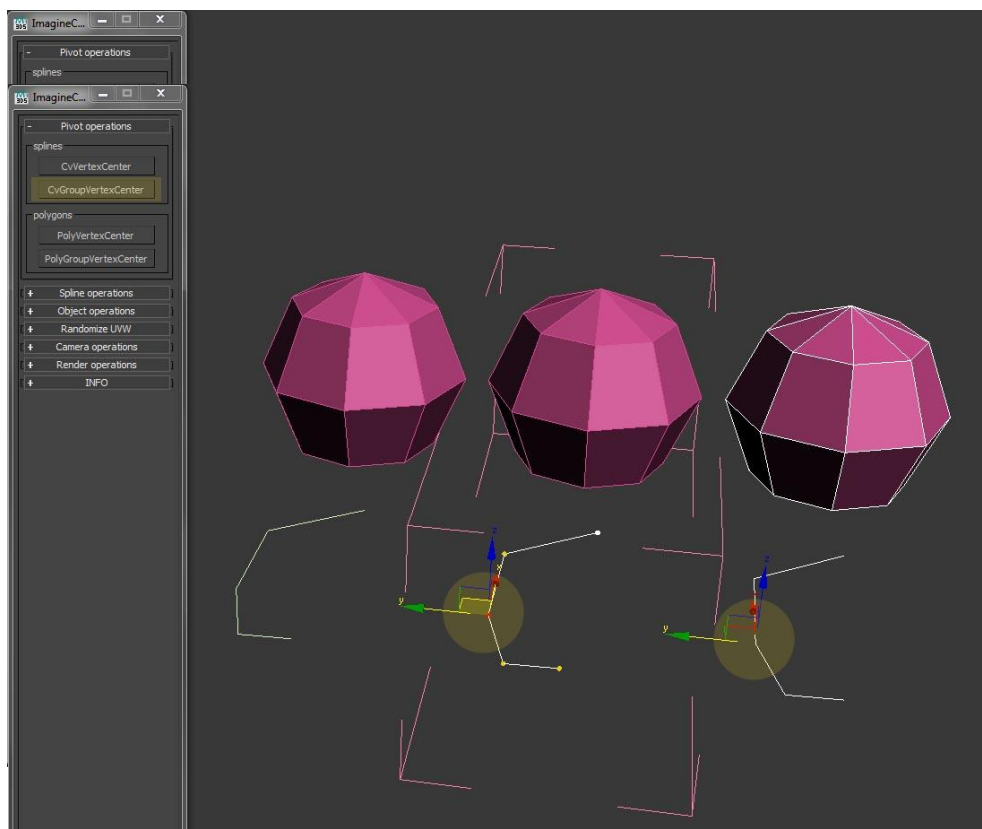 ImagineC...
- Pivot operations
splines
ImagineC...
- Pivot operations
splines
CvVertexCenter
CvGroupVertexCenter
polygons
PolyVertexCenter
PolyGroupVertexCenter
+ Spline operations
+ Object operations
+ Randomize UVW
+ Camera operations
+ Render operations
+ INFO
z
x
y
z
y